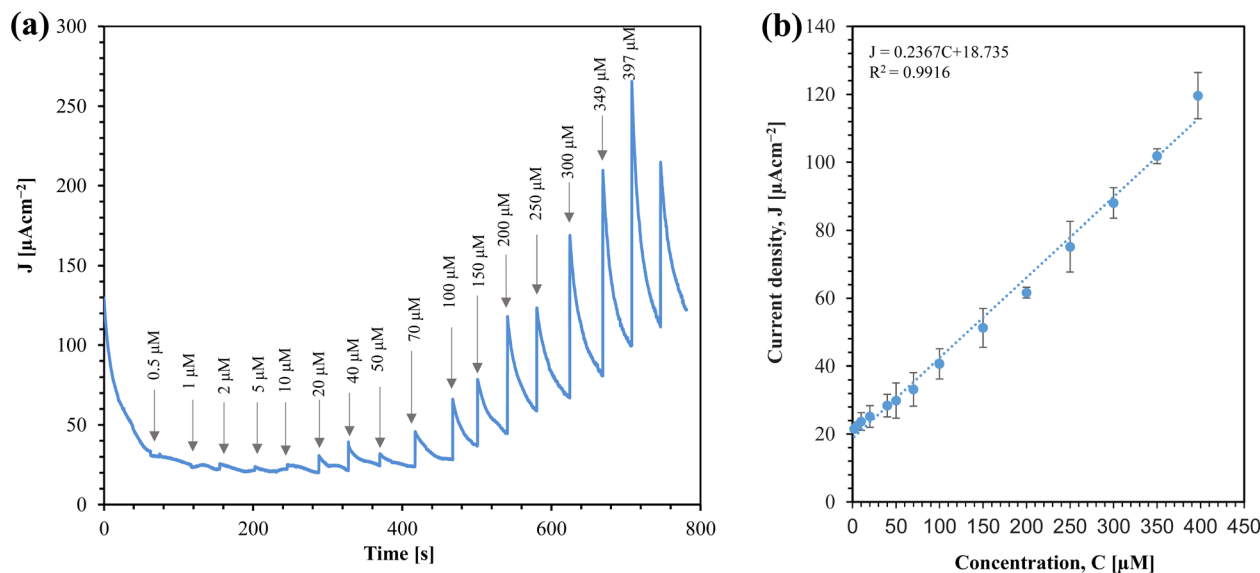 (a)
300
250
200
150
100
50
0
J [µAcm⁻²]
0.5 µM
1 µM
2 µM
5 µM
10 µM
20 µM
40 µM
50 µM
70 µM
100 µM
150 µM
200 µM
250 µM
300 µM
349 µM
397 µM
0 200 400 600 800
Time [s]
(b)
140
120
100
80
60
40
20
0
Current density, J [µAcm⁻²]
J = 0.2367C+18.735
R² = 0.9916
0 50 100 150 200 250 300 350 400 450
Concentration, C [µM]